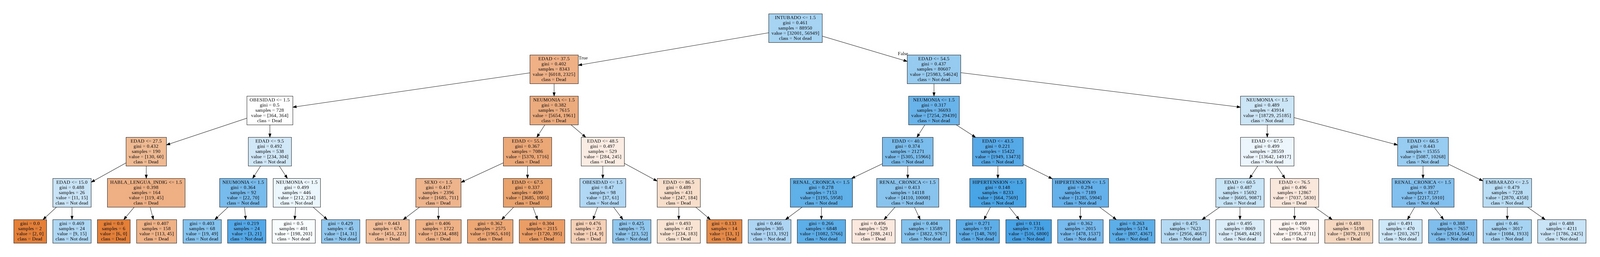 INTUBADO <= 1.5
gini = 0.461
samples = 88950
value = [32001, 56949]
class = Not dead
True
False
EDAD <= 37.5
gini = 0.402
samples = 8343
value = [6018, 2325]
class = Dead
EDAD <= 54.5
gini = 0.437
samples = 80607
value = [25983, 54624]
class = Not dead
OBESIDAD <= 1.5
gini = 0.5
samples = 728
value = [364, 364]
class = Dead
NEUMONIA <= 1.5
gini = 0.382
samples = 7615
value = [5654, 1961]
class = Dead
NEUMONIA <= 1.5
gini = 0.317
samples = 36693
value = [7254, 29439]
class = Not dead
NEUMONIA <= 1.5
gini = 0.489
samples = 43914
value = [18729, 25185]
class = Not dead
EDAD <= 27.5
gini = 0.432
samples = 190
value = [130, 60]
class = Dead
EDAD <= 9.5
gini = 0.492
samples = 538
value = [234, 304]
class = Not dead
EDAD <= 55.5
gini = 0.367
samples = 7086
value = [5370, 1716]
class = Dead
EDAD <= 48.5
gini = 0.497
samples = 529
value = [284, 245]
class = Dead
EDAD <= 40.5
gini = 0.374
samples = 21271
value = [5305, 15966]
class = Not dead
gini = 0.221
samples = 15422
value = [1949, 13473]
class = Not dead
EDAD <= 67.5
gini = 0.499
samples = 28559
value = [13642, 14917]
class = Not dead
EDAD <= 66.5
gini = 0.443
samples = 15355
value = [5087, 10268]
class = Not dead
EDAD <= 15.0
gini = 0.488
samples = 26
value = [11, 15]
class = Not dead
HABLA_LENGUA_INDIG <= 1.5
gini = 0.398
samples = 164
value = [119, 45]
class = Dead
NEUMONIA <= 1.5
gini = 0.364
samples = 92
value = [22, 70]
class = Not dead
NEUMONIA <= 1.5
gini = 0.499
samples = 446
value = [212, 234]
class = Not dead
SEXO <= 1.5
gini = 0.417
samples = 2396
value = [1685, 711]
class = Dead
EDAD <= 67.5
gini = 0.337
samples = 4690
value = [3685, 1005]
class = Dead
OBESIDAD <= 1.5
gini = 0.47
samples = 98
value = [37, 61]
class = Not dead
EDAD <= 86.5
gini = 0.489
samples = 431
value = [247, 184]
class = Dead
RENAL_CRONICA <= 1.5
gini = 0.278
samples = 7153
value = [1195, 5958]
class = Not dead
RENAL_CRONICA <= 1.5
gini = 0.413
samples = 14118
value = [4110, 10008]
class = Not dead
HIPERTENSION <= 1.5
gini = 0.148
samples = 8233
value = [664, 7569]
class = Not dead
HIPERTENSION <= 1.5
gini = 0.294
samples = 7189
value = [1285, 5904]
class = Not dead
EDAD <= 60.5
gini = 0.487
samples = 15692
value = [6605, 9087]
class = Not dead
EDAD <= 76.5
gini = 0.496
samples = 12867
value = [7037, 5830]
class = Dead
RENAL_CRONICA <= 1.5
gini = 0.397
samples = 8127
value = [2217, 5910]
class = Not dead
EMBARAZO <= 2.5
gini = 0.479
samples = 7228
value = [2870, 4358]
class = Not dead
gini = 0.0
samples = 2
value = [2, 0]
class = Dead
gini = 0.469
samples = 24
value = [9, 15]
class = Not dead
gini = 0.0
samples = 6
value = [6, 0]
class = Dead
gini = 0.407
samples = 158
value = [113, 45]
class = Dead
gini = 0.403
samples = 68
value = [19, 49]
class = Not dead
gini = 0.219
samples = 24
value = [3, 21]
class = Not dead
gini = 0.5
samples = 401
value = [198, 203]
class = Not dead
gini = 0.429
samples = 45
value = [14, 31]
class = Not dead
gini = 0.443
samples = 674
value = [451, 223]
class = Dead
gini = 0.406
samples = 1722
value = [1234, 488]
class = Dead
gini = 0.362
samples = 2575
value = [1965, 610]
class = Dead
gini = 0.304
samples = 2115
value = [1720, 395]
class = Dead
gini = 0.476
samples = 23
value = [14, 9]
class = Dead
gini = 0.425
samples = 75
value = [23, 52]
class = Not dead
gini = 0.493
samples = 417
value = [234, 183]
class = Dead
gini = 0.133
samples = 14
value = [13, 1]
class = Dead
gini = 0.466
samples = 305
value = [113, 192]
class = Not dead
gini = 0.266
samples = 6848
value = [1082, 5766]
class = Not dead
gini = 0.496
samples = 529
value = [288, 241]
class = Dead
gini = 0.404
samples = 13589
value = [3822, 9767]
class = Not dead
gini = 0.271
samples = 917
value = [148, 769]
class = Not dead
gini = 0.131
samples = 7316
value = [516, 6800]
class = Not dead
gini = 0.362
samples = 2015
value = [478, 1537]
class = Not dead
gini = 0.263
samples = 5174
value = [807, 4367]
class = Not dead
gini = 0.475
samples = 7623
value = [2956, 4667]
class = Not dead
gini = 0.495
samples = 8069
value = [3649, 4420]
class = Not dead
gini = 0.499
samples = 7669
value = [3958, 3711]
class = Dead
gini = 0.483
samples = 5198
value = [3079, 2119]
class = Dead
gini = 0.491
samples = 470
value = [203, 267]
class = Not dead
gini = 0.388
samples = 7657
value = [2014, 5643]
class = Not dead
gini = 0.46
samples = 3017
value = [1084, 1933]
class = Not dead
gini = 0.488
samples = 4211
value = [1786, 2425]
class = Not dead